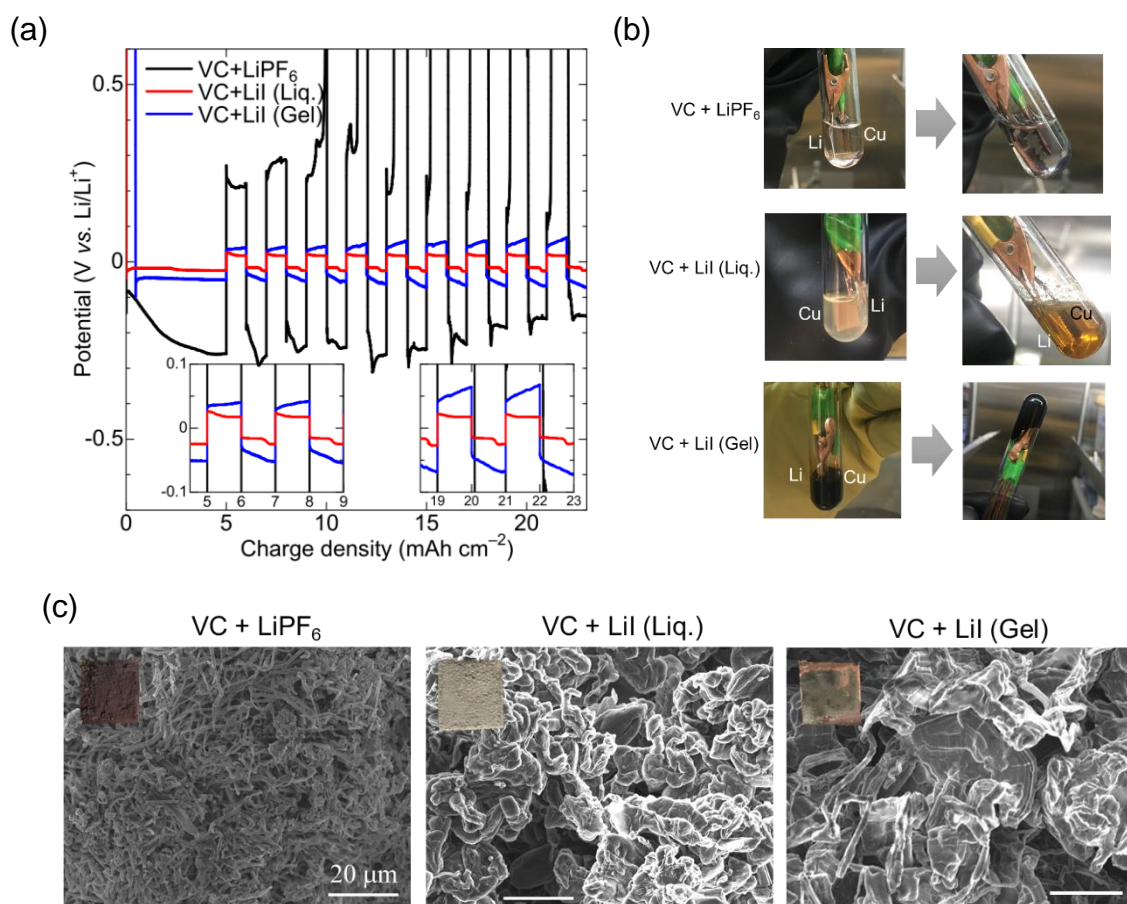 (a)
0.5
0
-0.5
Potential (V vs. Li/Li⁺)
VC+LiPF₆
VC+LiI (Liq.)
VC+LiI (Gel)
0.1
0
-0.1
5 6 7 8 9
19 20 21 22 23
0 5 10 15 20
Charge density (mAh cm⁻²)
(b)
VC + LiPF₆
Li
Cu
VC + LiI (Liq.)
Cu
Li
Cu
Li
VC + LiI (Gel)
Li
Cu
(c)
VC + LiPF₆
VC + LiI (Liq.)
VC + LiI (Gel)
20 µm